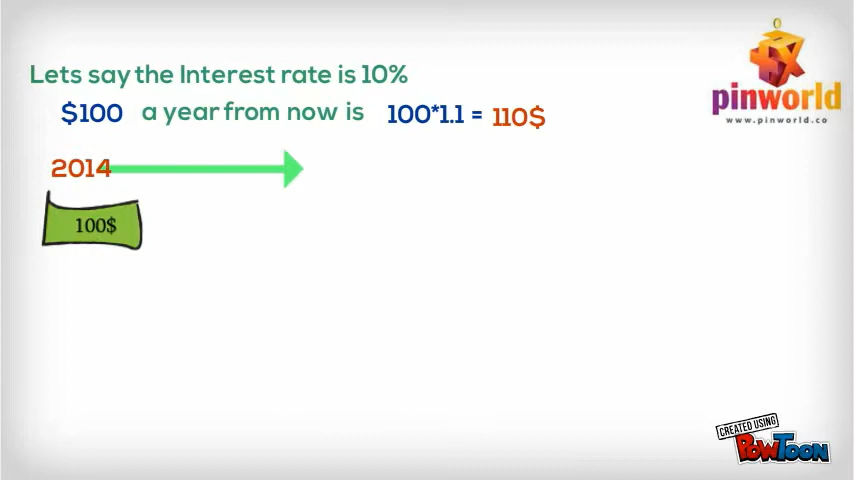 Lets say the Interest rate is 10%
$100 a year from now is 100*1.1 = 110$
2014
100$
pinworld
www.pinworld.co
CREATED USING
POWTOON